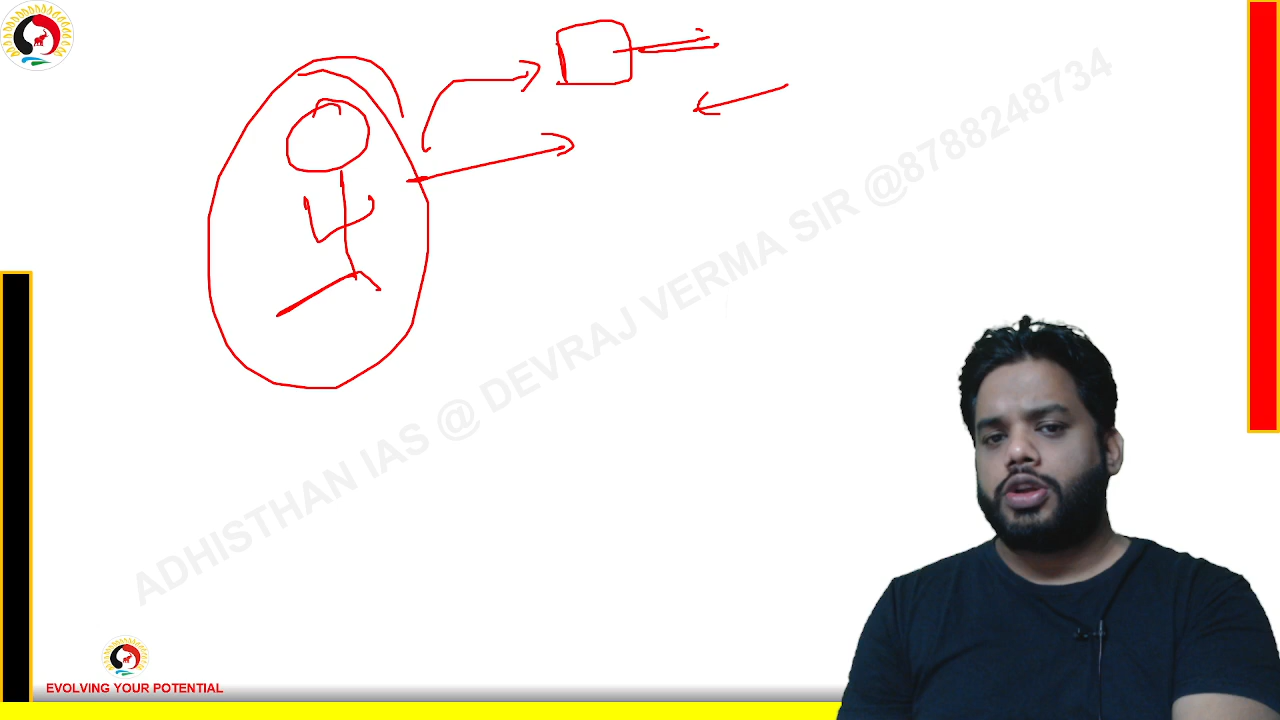 ADHISTHAN IAS @ DEVRAJ VERMA SIR @8788248734
EVOLVING YOUR POTENTIAL